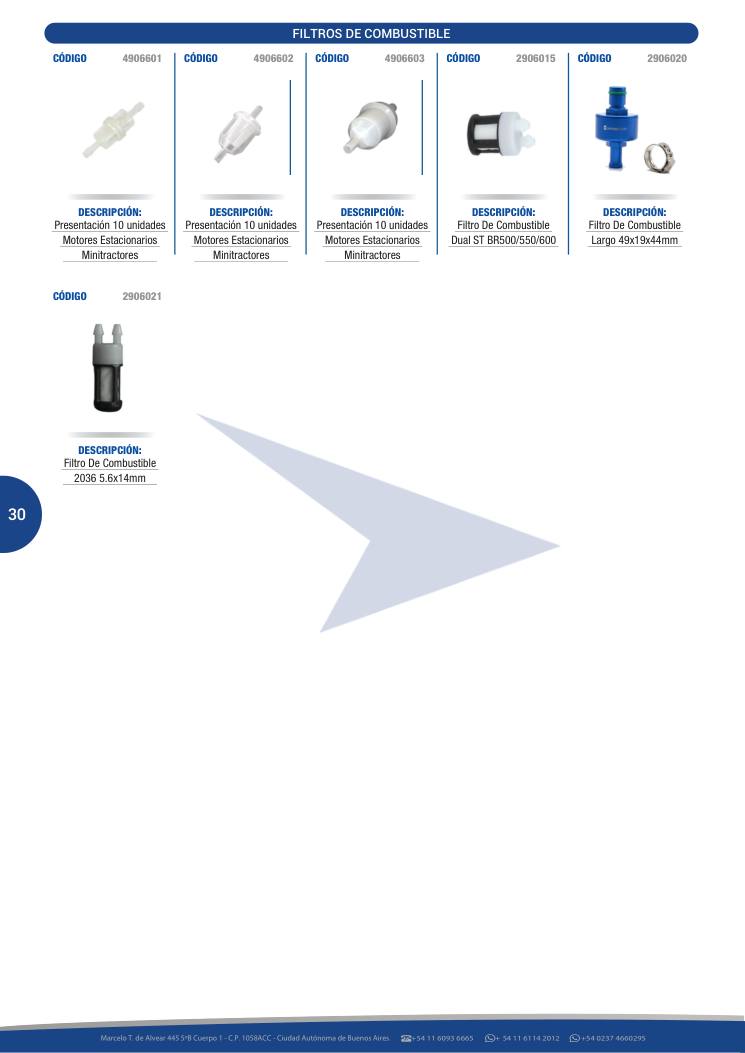 FILTROS DE COMBUSTIBLE
CÓDIGO 4906601
DESCRIPCIÓN:
Presentación 10 unidades
Motores Estacionarios
Minitractores
CÓDIGO 4906602
DESCRIPCIÓN:
Presentación 10 unidades
Motores Estacionarios
Minitractores
CÓDIGO 4906603
DESCRIPCIÓN:
Presentación 10 unidades
Motores Estacionarios
Minitractores
CÓDIGO 2906015
DESCRIPCIÓN:
Filtro De Combustible
Dual ST BR500/550/600
CÓDIGO 2906020
DESCRIPCIÓN:
Filtro De Combustible
Largo 49x19x44mm
CÓDIGO 2906021
DESCRIPCIÓN:
Filtro De Combustible
2036 5.6x14mm
30
Marcelo T. de Alvear 445 5ºB Cuerpo 1 - C.P. 1058ACC - Ciudad Autónoma de Buenos Aires. +54 11 6093 6665 + 54 11 6114 2012 +54 0237 4660295